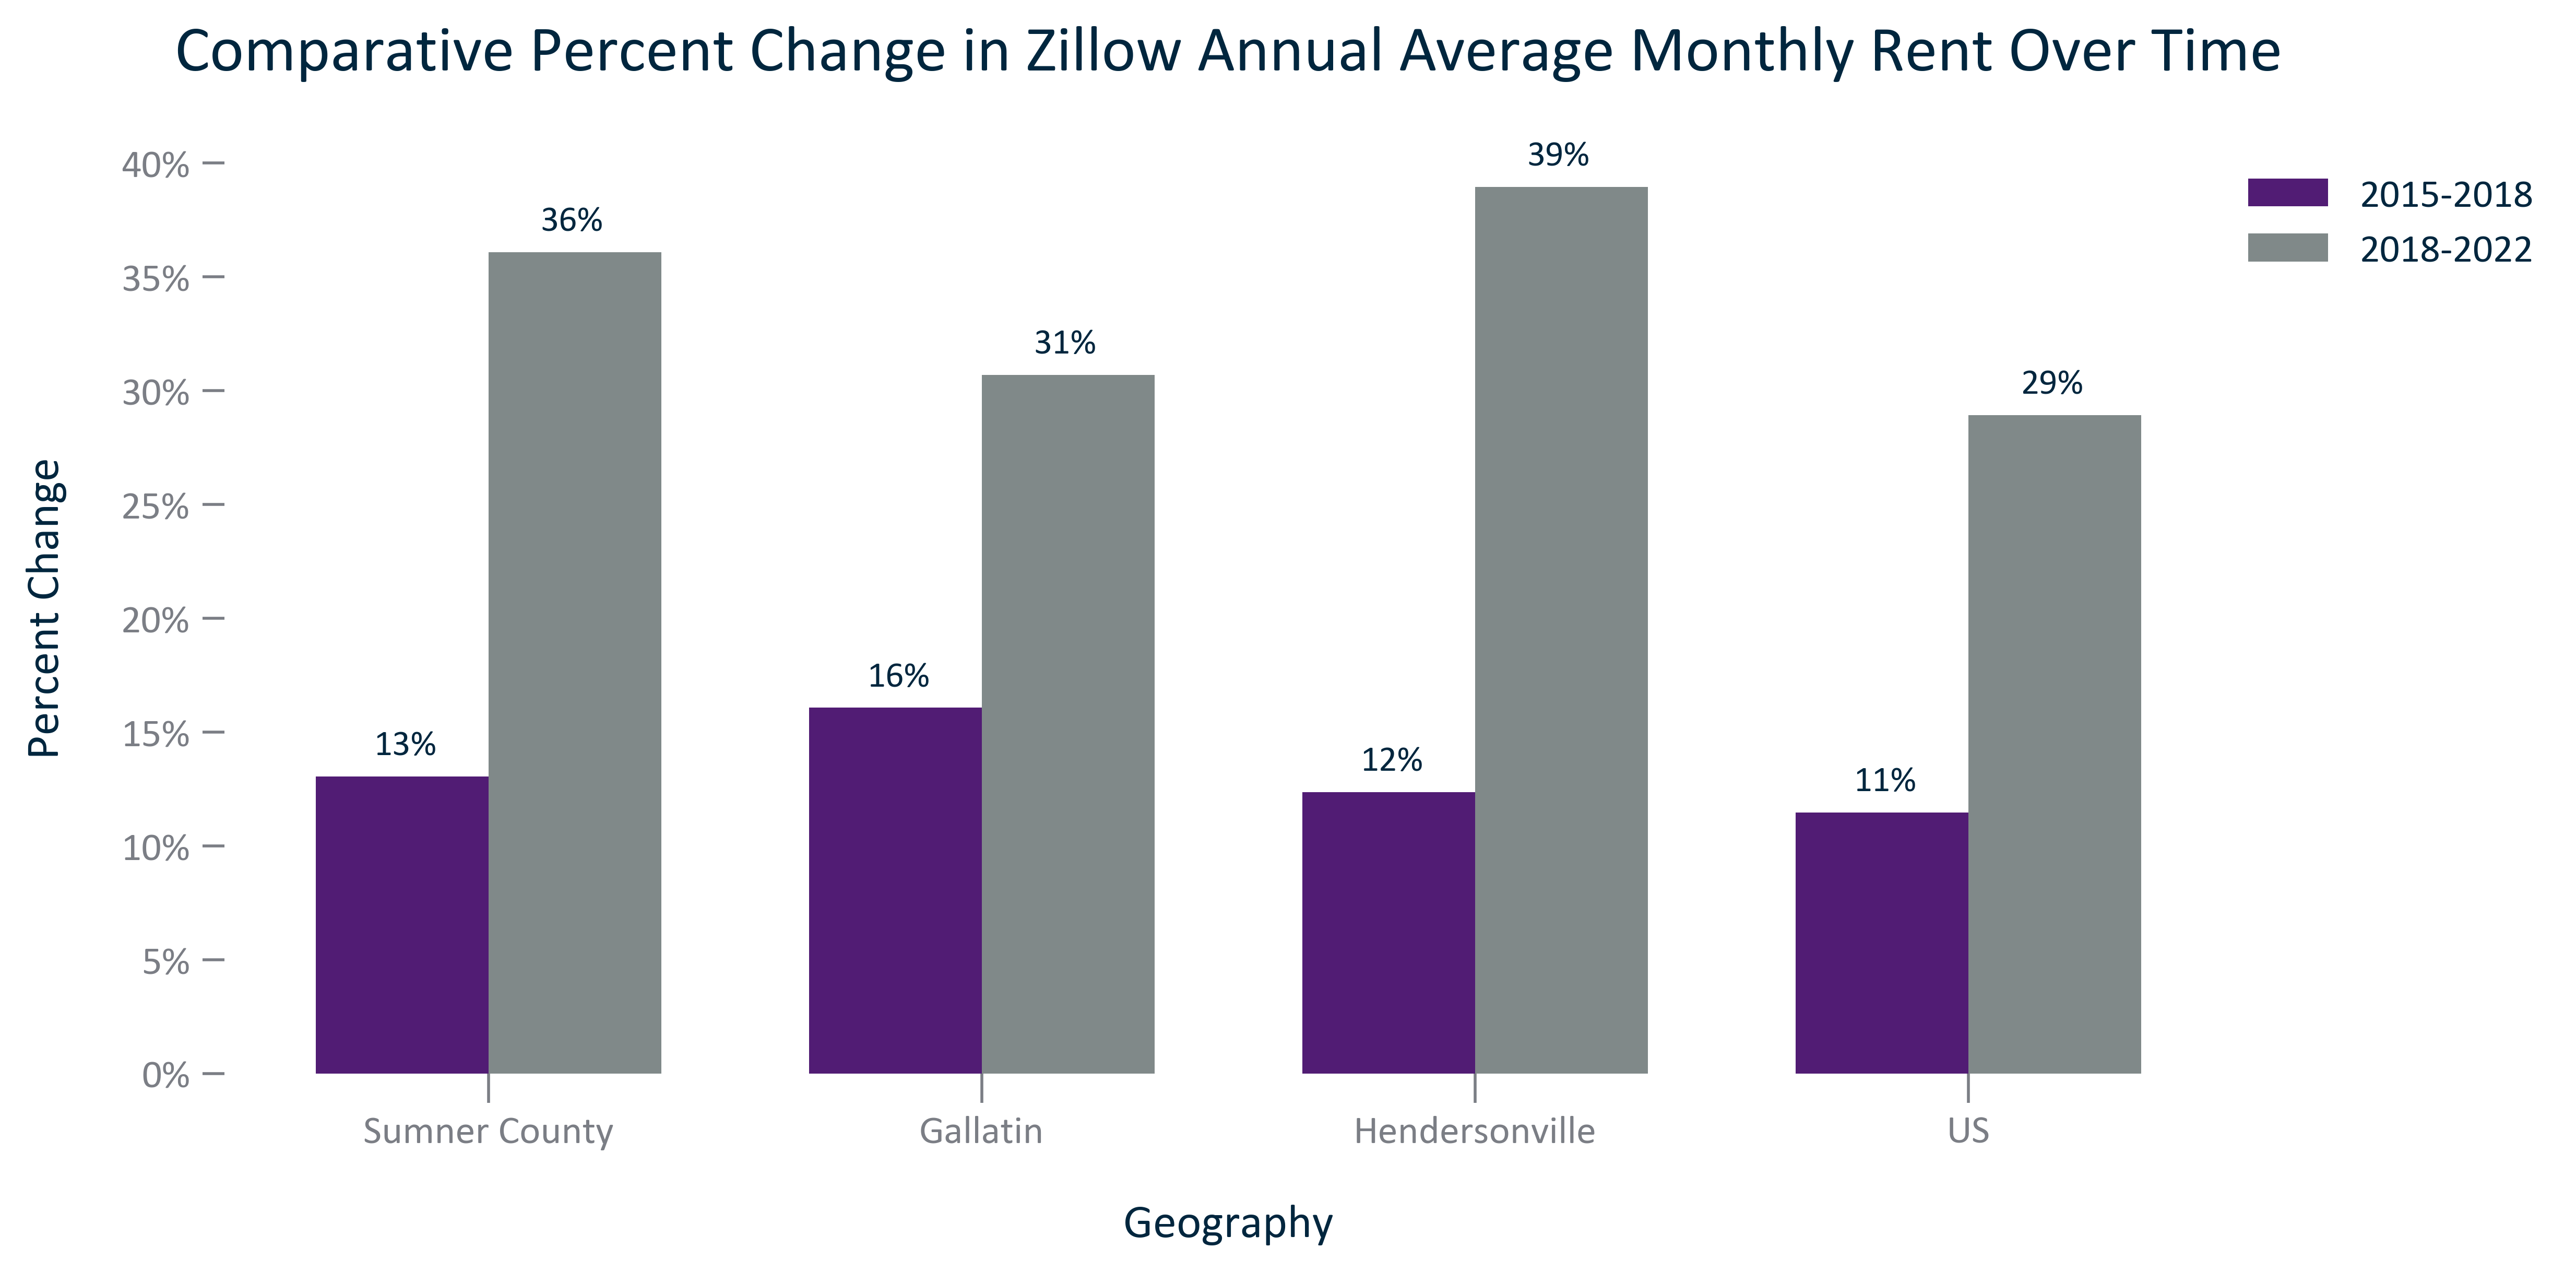 Comparative Percent Change in Zillow Annual Average Monthly Rent Over Time
Percent Change
40%
35%
30%
25%
20%
15%
10%
5%
0%
13%
36%
16%
31%
12%
39%
11%
29%
2015-2018
2018-2022
Sumner County
Gallatin
Hendersonville
US
Geography